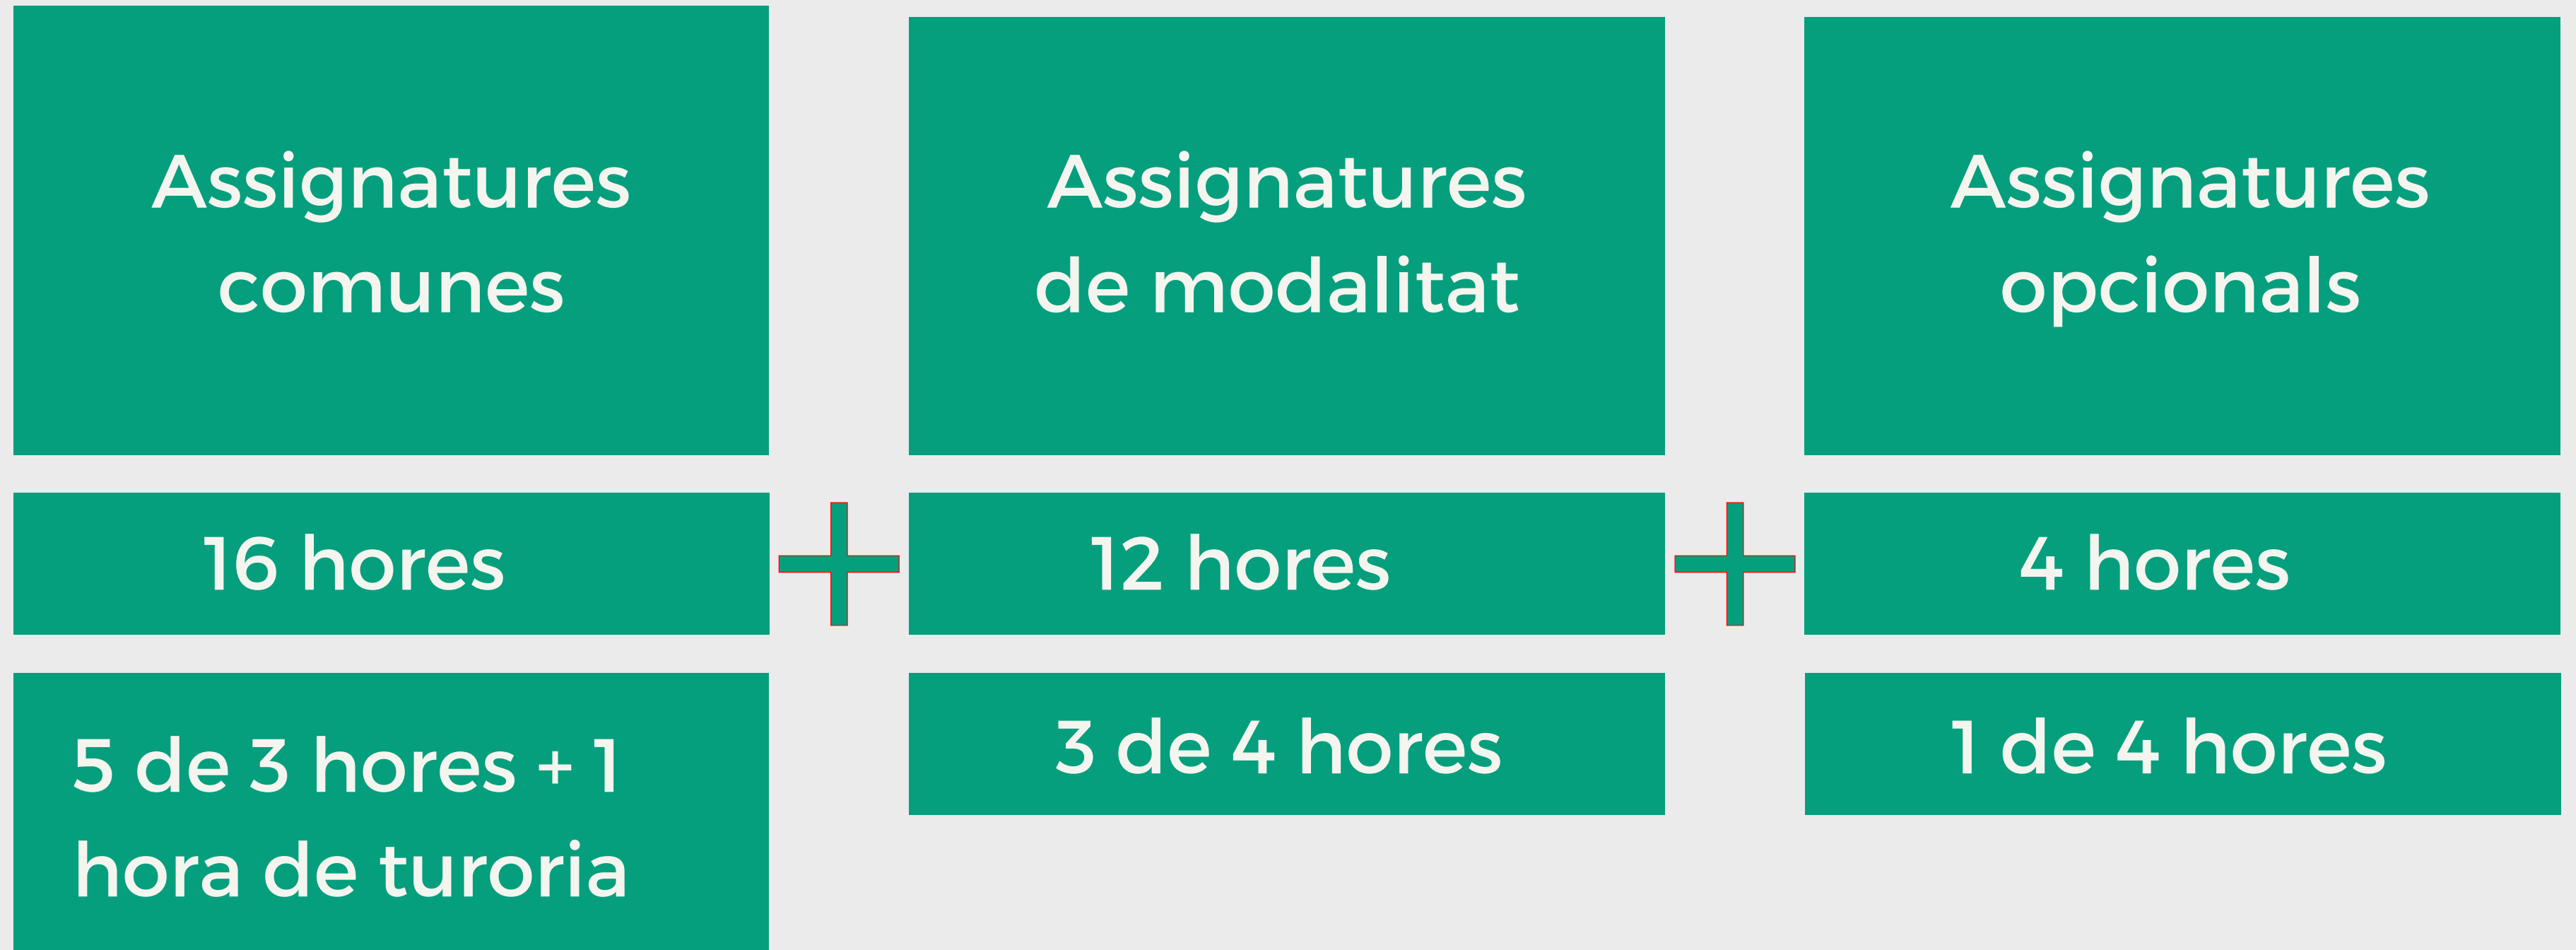 Assignatures
comunes
Assignatures
de modalitat
Assignatures
opcionals
16 hores
12 hores
4 hores
5 de 3 hores + 1
hora de turoria
3 de 4 hores
1 de 4 hores